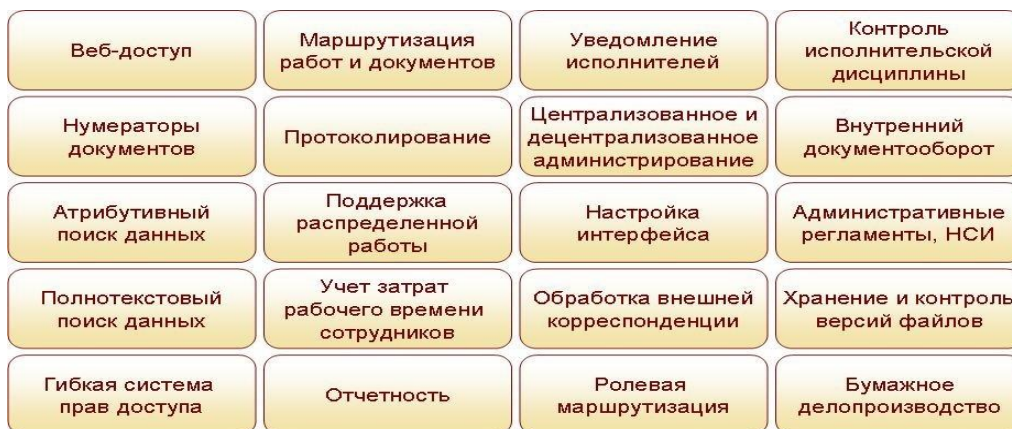 Веб-доступ
Маршрутизация
работ и документов
Уведомление
исполнителей
Контроль
исполнительской
дисциплины
Нумераторы
документов
Протоколирование
Централизованное и
децентрализованное
администрирование
Внутренний
документооборот
Атрибутивный
поиск данных
Поддержка
распределенной
работы
Настройка
интерфейса
Административные
регламенты, НСИ
Полнотекстовый
поиск данных
Учет затрат
рабочего времени
сотрудников
Обработка внешней
корреспонденции
Хранение и контроль
версий файлов
Гибкая система
прав доступа
Отчетность
Ролевая
маршрутизация
Бумажное
делопроизводство